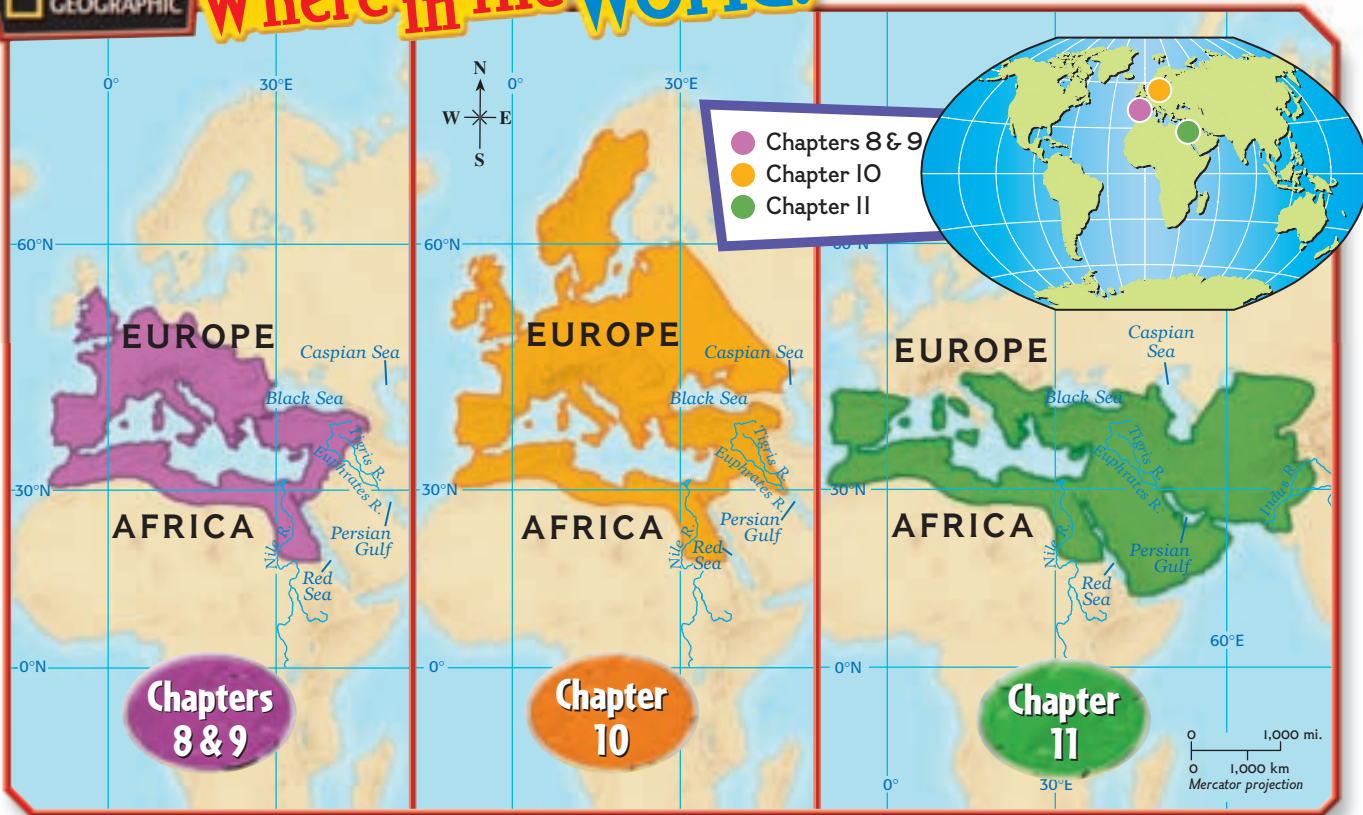 GEOGRAPHIC
Where in the World?
Chapters 8 & 9
Chapter 10
Chapter 11
N
W E
S
0°
30°E
60°N
EUROPE
Caspian Sea
Black Sea
Tigris R.
Euphrates R.
30°N
AFRICA
Nile R.
Persian
Gulf
Red
Sea
0°N
Chapters
8 & 9
0°
30°E
60°N
EUROPE
Caspian Sea
Black Sea
Tigris R.
Euphrates R.
30°N
AFRICA
Nile R.
Persian
Gulf
Red
Sea
0°
Chapter
10
60°N
Caspian
Sea
EUROPE
Black Sea
Tigris R.
Euphrates R.
Indus R.
30°N
AFRICA
Nile R.
Persian
Gulf
Red
Sea
60°E
0°N
Chapter
11
0°
30°E
0 1,000 mi.
0 1,000 km
Mercator projection